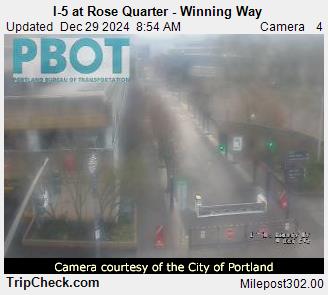 I-5 at Rose Quarter - Winning Way
Updated Dec 29 2024 8:54 AM Camera 4
PBOT
PORTLAND BUREAU OF TRANSPORTATION
Camera courtesy of the City of Portland
TripCheck.com Milepost302.00